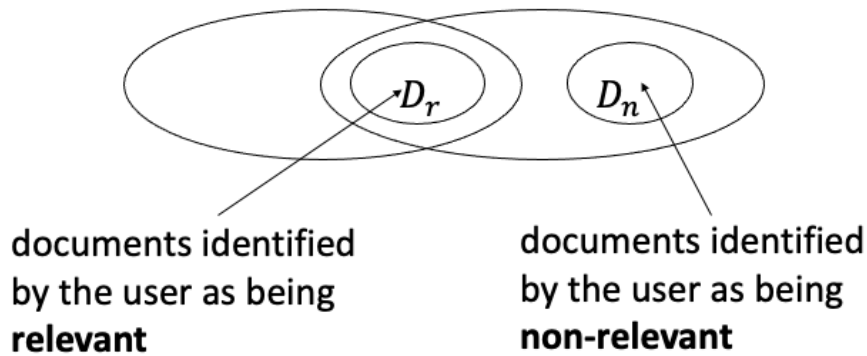 D_r
D_n
documents identified
by the user as being
relevant
documents identified
by the user as being
non-relevant